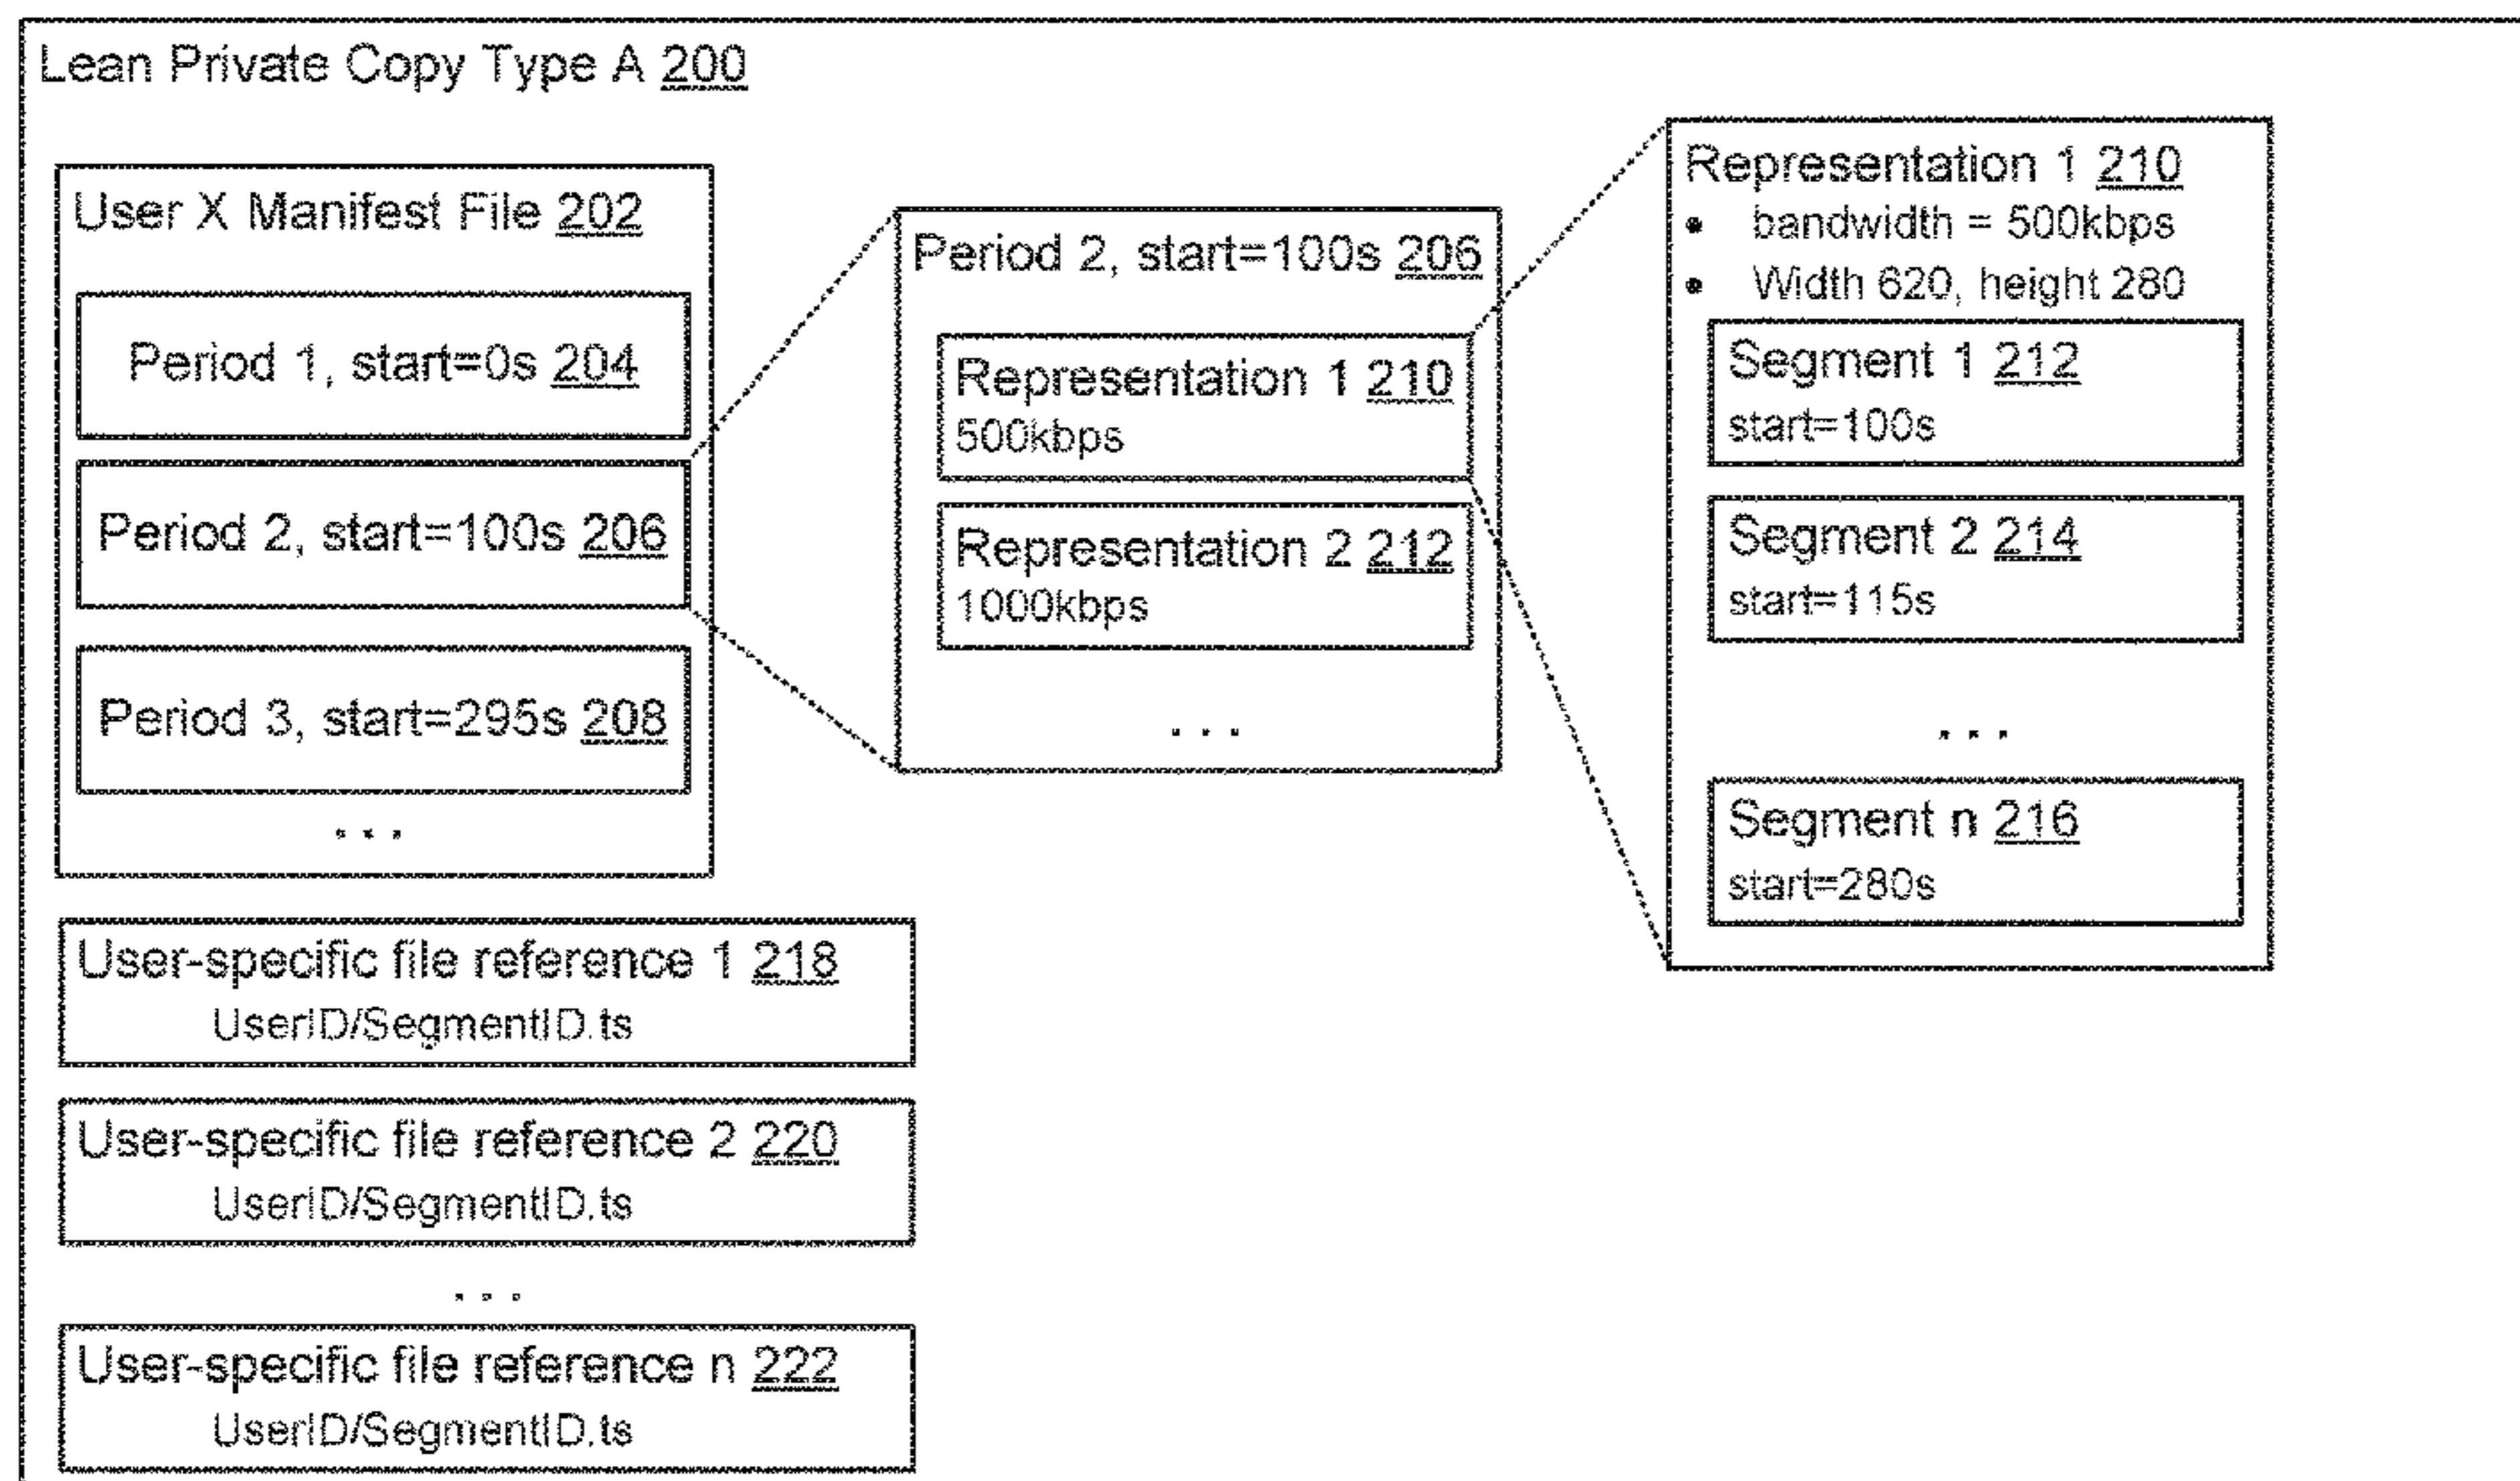 Lean Private Copy Type A 200
User X Manifest File 202
Period 1, start=0s 204
Period 2, start=100s 206
Period 3, start=295s 208
...
Period 2, start=100s 206
Representation 1 210
500kbps
Representation 2 212
1000kbps
...
Representation 1 210
• bandwidth = 500kbps
• Width 620, height 280
Segment 1 212
start=100s
Segment 2 214
start=115s
...
Segment n 216
start=280s
User-specific file reference 1 218
UserID/SegmentID.ts
User-specific file reference 2 220
UserID/SegmentID.ts
...
User-specific file reference n 222
UserID/SegmentID.ts